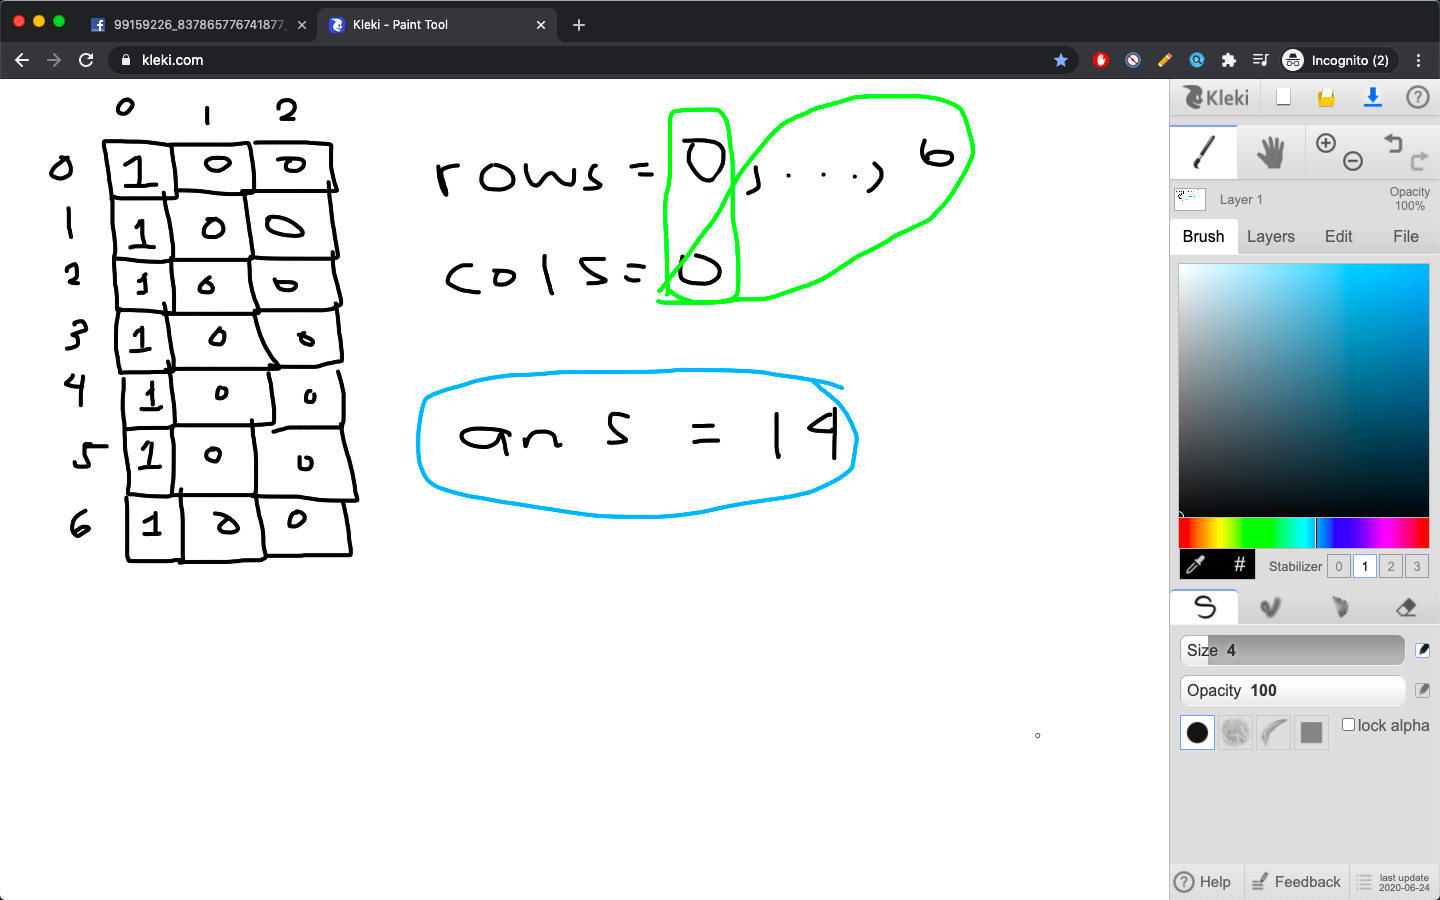 99159226_837865776741877_
Kleki - Paint Tool
kleki.com
Incognito (2)
0 1 2
0 1 0 0
1 1 0 0
2 1 0 0
3 1 0 0
4 1 0 0
5 1 0 0
6 1 0 0
rows = 0, ..., 6
cols = 0
ans = 14
Kleki
Layer 1
Opacity
100%
Brush Layers Edit File
# Stabilizer 0 1 2 3
Size 4
Opacity 100
lock alpha
Help Feedback last update
2020-06-24